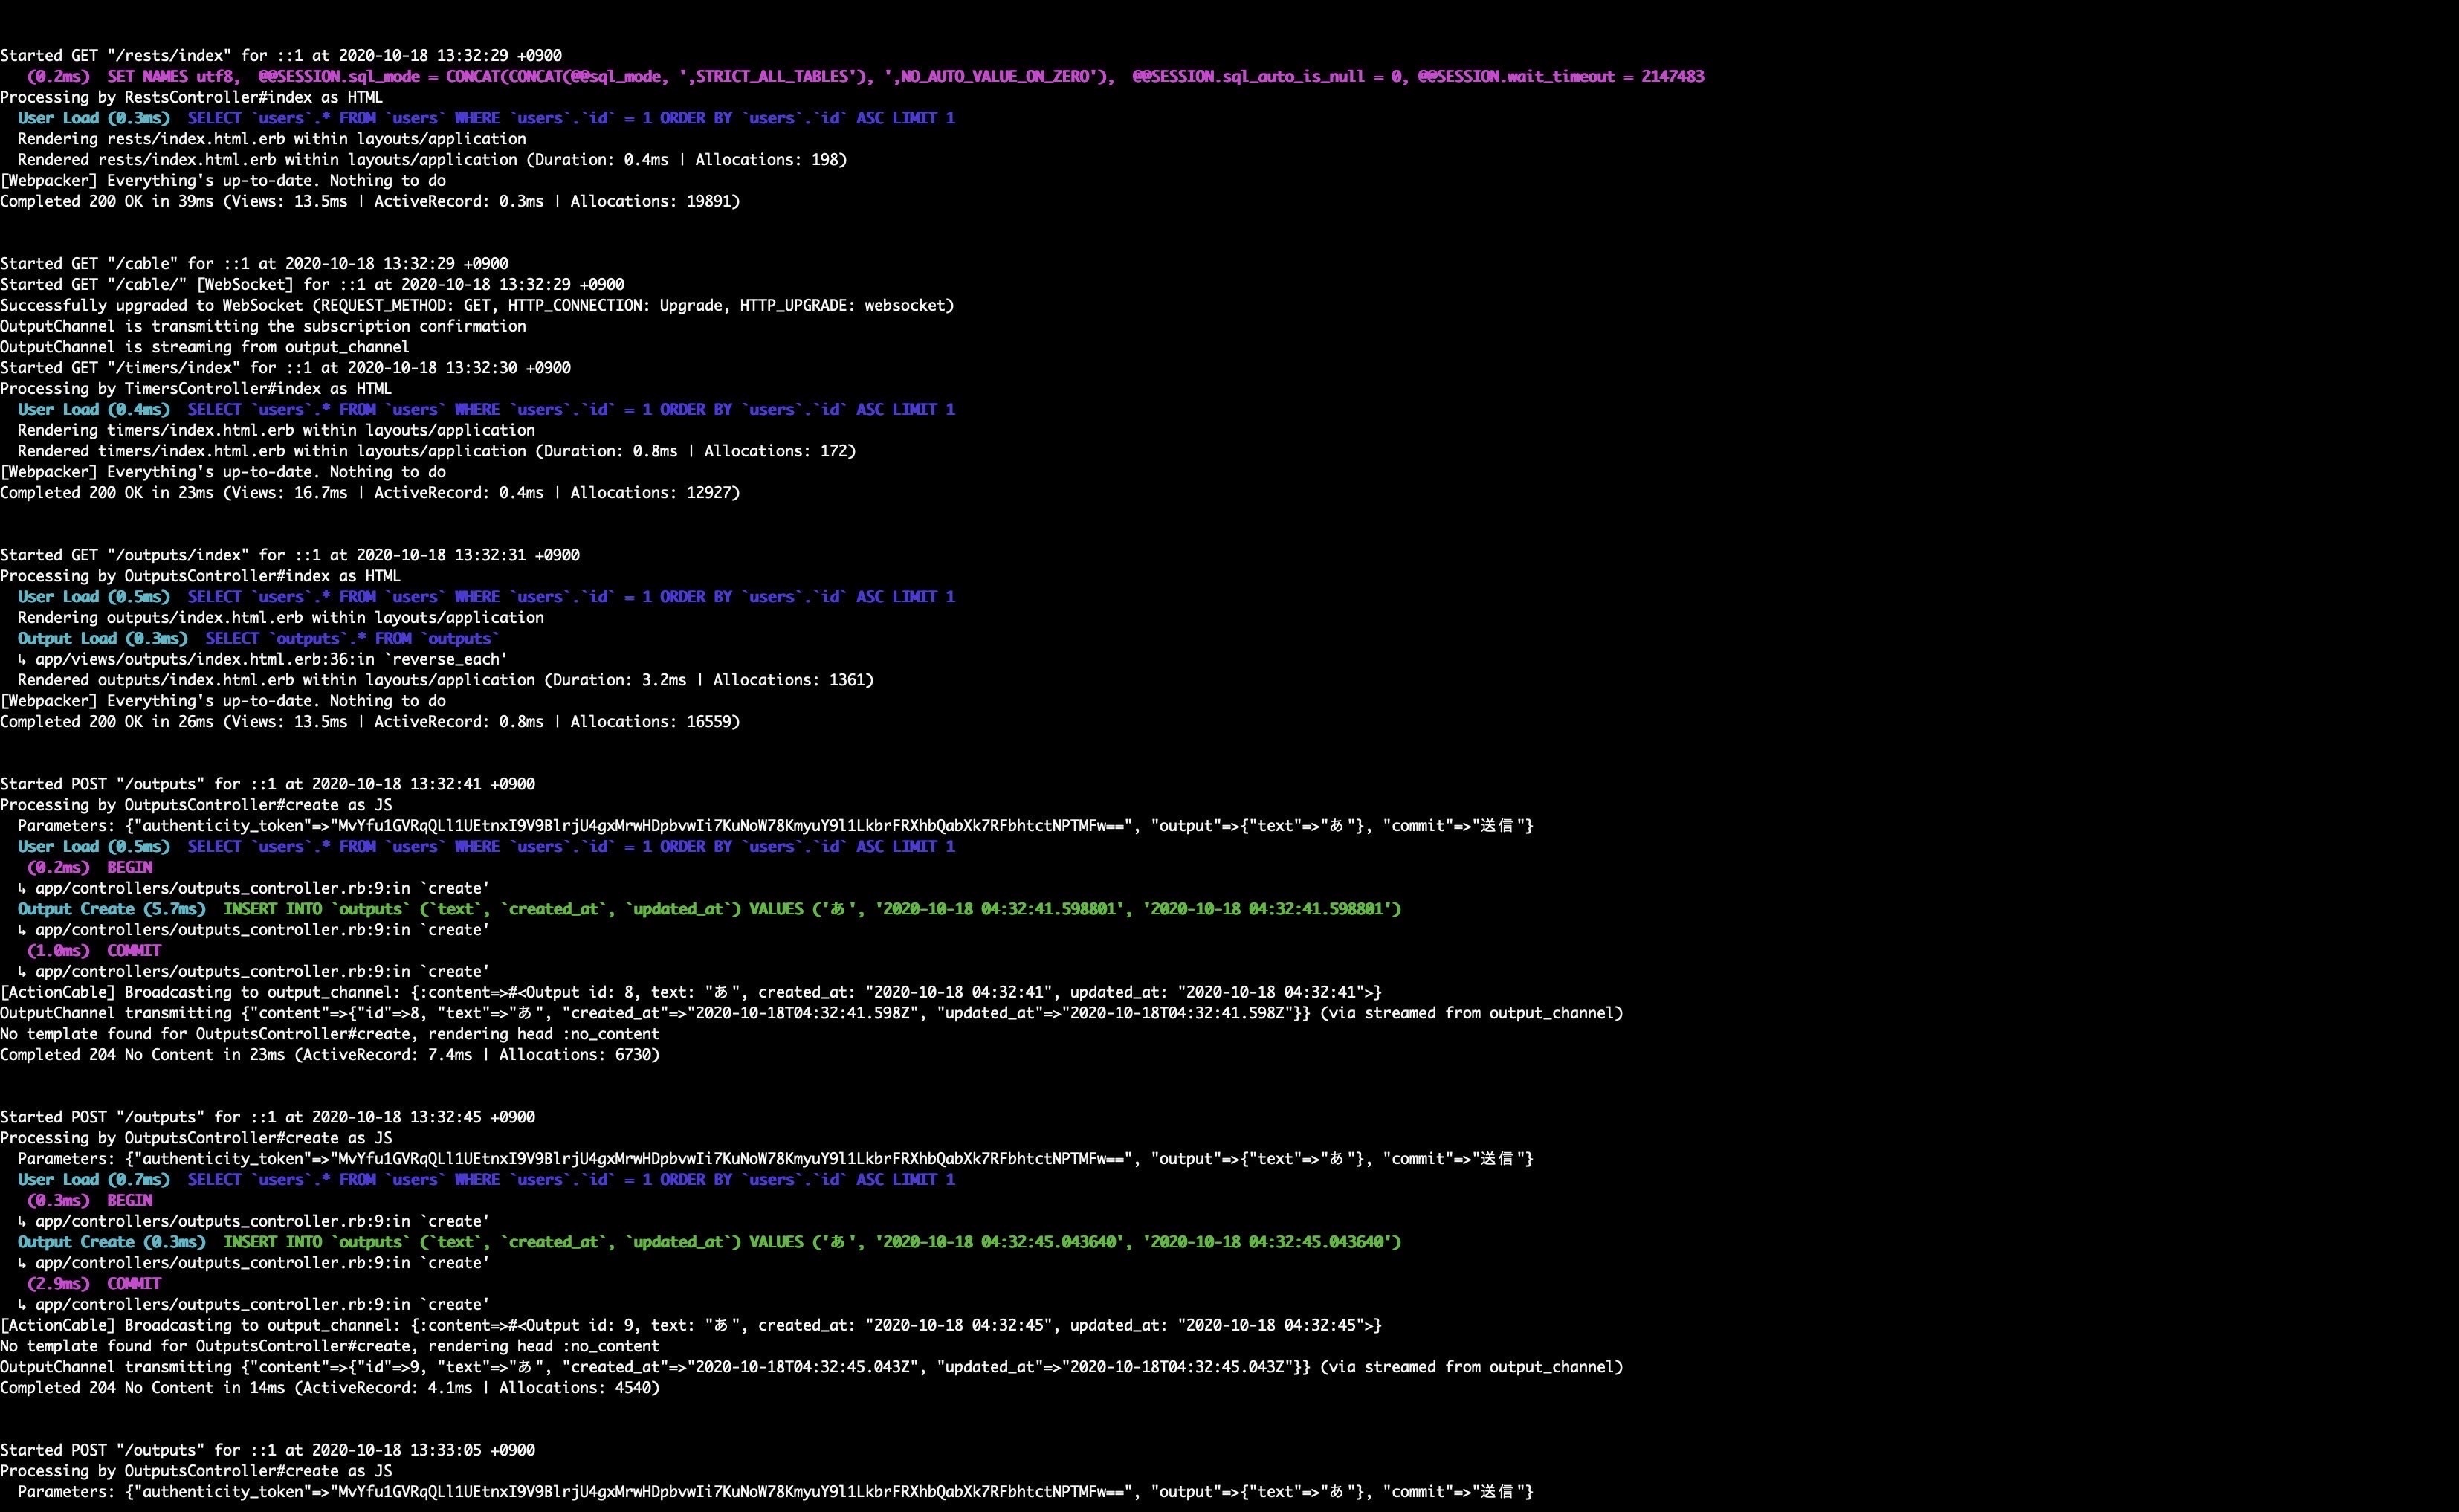 Started GET "/rests/index" for ::1 at 2020-10-18 13:32:29 +0900
(0.2ms)  SET NAMES utf8,  @@SESSION.sql_mode = CONCAT(CONCAT(@@sql_mode, ',STRICT_ALL_TABLES'), ',NO_AUTO_VALUE_ON_ZERO'),  @@SESSION.sql_auto_is_null = 0, @@SESSION.wait_timeout = 2147483
Processing by RestsController#index as HTML
User Load (0.3ms)  SELECT `users`.* FROM `users` WHERE `users`.`id` = 1 ORDER BY `users`.`id` ASC LIMIT 1
Rendering rests/index.html.erb within layouts/application
Rendered rests/index.html.erb within layouts/application (Duration: 0.4ms | Allocations: 198)
[Webpacker] Everything's up-to-date. Nothing to do
Completed 200 OK in 39ms (Views: 13.5ms | ActiveRecord: 0.3ms | Allocations: 19891)
Started GET "/cable" for ::1 at 2020-10-18 13:32:29 +0900
Started GET "/cable/" [WebSocket] for ::1 at 2020-10-18 13:32:29 +0900
Successfully upgraded to WebSocket (REQUEST_METHOD: GET, HTTP_CONNECTION: Upgrade, HTTP_UPGRADE: websocket)
OutputChannel is transmitting the subscription confirmation
OutputChannel is streaming from output_channel
Started GET "/timers/index" for ::1 at 2020-10-18 13:32:30 +0900
Processing by TimersController#index as HTML
User Load (0.4ms)  SELECT `users`.* FROM `users` WHERE `users`.`id` = 1 ORDER BY `users`.`id` ASC LIMIT 1
Rendering timers/index.html.erb within layouts/application
Rendered timers/index.html.erb within layouts/application (Duration: 0.8ms | Allocations: 172)
[Webpacker] Everything's up-to-date. Nothing to do
Completed 200 OK in 23ms (Views: 16.7ms | ActiveRecord: 0.4ms | Allocations: 12927)
Started GET "/outputs/index" for ::1 at 2020-10-18 13:32:31 +0900
Processing by OutputsController#index as HTML
User Load (0.5ms)  SELECT `users`.* FROM `users` WHERE `users`.`id` = 1 ORDER BY `users`.`id` ASC LIMIT 1
Rendering outputs/index.html.erb within layouts/application
Output Load (0.3ms)  SELECT `outputs`.* FROM `outputs`
↳ app/views/outputs/index.html.erb:36:in `reverse_each'
Rendered outputs/index.html.erb within layouts/application (Duration: 3.2ms | Allocations: 1361)
[Webpacker] Everything's up-to-date. Nothing to do
Completed 200 OK in 26ms (Views: 13.5ms | ActiveRecord: 0.8ms | Allocations: 16559)
Started POST "/outputs" for ::1 at 2020-10-18 13:32:41 +0900
Processing by OutputsController#create as JS
Parameters: {"authenticity_token"=>"MvYfu1GVRqQLl1UEtnxI9V9BlrjU4gxMrwHDpbvwIi7KuNoW78KmyuY9l1LkbrFRXhbQabXk7RFbhtctNPTMFw==", "output"=>{"text"=>"あ"}, "commit"=>"送信"}
User Load (0.5ms)  SELECT `users`.* FROM `users` WHERE `users`.`id` = 1 ORDER BY `users`.`id` ASC LIMIT 1
(0.2ms)  BEGIN
↳ app/controllers/outputs_controller.rb:9:in `create'
Output Create (5.7ms)  INSERT INTO `outputs` (`text`, `created_at`, `updated_at`) VALUES ('あ', '2020-10-18 04:32:41.598801', '2020-10-18 04:32:41.598801')
↳ app/controllers/outputs_controller.rb:9:in `create'
(1.0ms)  COMMIT
↳ app/controllers/outputs_controller.rb:9:in `create'
[ActionCable] Broadcasting to output_channel: {:content=>#<Output id: 8, text: "あ", created_at: "2020-10-18 04:32:41", updated_at: "2020-10-18 04:32:41">}
OutputChannel transmitting {"content"=>{"id"=>8, "text"=>"あ", "created_at"=>"2020-10-18T04:32:41.598Z", "updated_at"=>"2020-10-18T04:32:41.598Z"}} (via streamed from output_channel)
No template found for OutputsController#create, rendering head :no_content
Completed 204 No Content in 23ms (ActiveRecord: 7.4ms | Allocations: 6730)
Started POST "/outputs" for ::1 at 2020-10-18 13:32:45 +0900
Processing by OutputsController#create as JS
Parameters: {"authenticity_token"=>"MvYfu1GVRqQLl1UEtnxI9V9BlrjU4gxMrwHDpbvwIi7KuNoW78KmyuY9l1LkbrFRXhbQabXk7RFbhtctNPTMFw==", "output"=>{"text"=>"あ"}, "commit"=>"送信"}
User Load (0.7ms)  SELECT `users`.* FROM `users` WHERE `users`.`id` = 1 ORDER BY `users`.`id` ASC LIMIT 1
(0.3ms)  BEGIN
↳ app/controllers/outputs_controller.rb:9:in `create'
Output Create (0.3ms)  INSERT INTO `outputs` (`text`, `created_at`, `updated_at`) VALUES ('あ', '2020-10-18 04:32:45.043640', '2020-10-18 04:32:45.043640')
↳ app/controllers/outputs_controller.rb:9:in `create'
(2.9ms)  COMMIT
↳ app/controllers/outputs_controller.rb:9:in `create'
[ActionCable] Broadcasting to output_channel: {:content=>#<Output id: 9, text: "あ", created_at: "2020-10-18 04:32:45", updated_at: "2020-10-18 04:32:45">}
No template found for OutputsController#create, rendering head :no_content
OutputChannel transmitting {"content"=>{"id"=>9, "text"=>"あ", "created_at"=>"2020-10-18T04:32:45.043Z", "updated_at"=>"2020-10-18T04:32:45.043Z"}} (via streamed from output_channel)
Completed 204 No Content in 14ms (ActiveRecord: 4.1ms | Allocations: 4540)
Started POST "/outputs" for ::1 at 2020-10-18 13:33:05 +0900
Processing by OutputsController#create as JS
Parameters: {"authenticity_token"=>"MvYfu1GVRqQLl1UEtnxI9V9BlrjU4gxMrwHDpbvwIi7KuNoW78KmyuY9l1LkbrFRXhbQabXk7RFbhtctNPTMFw==", "output"=>{"text"=>"あ"}, "commit"=>"送信"}